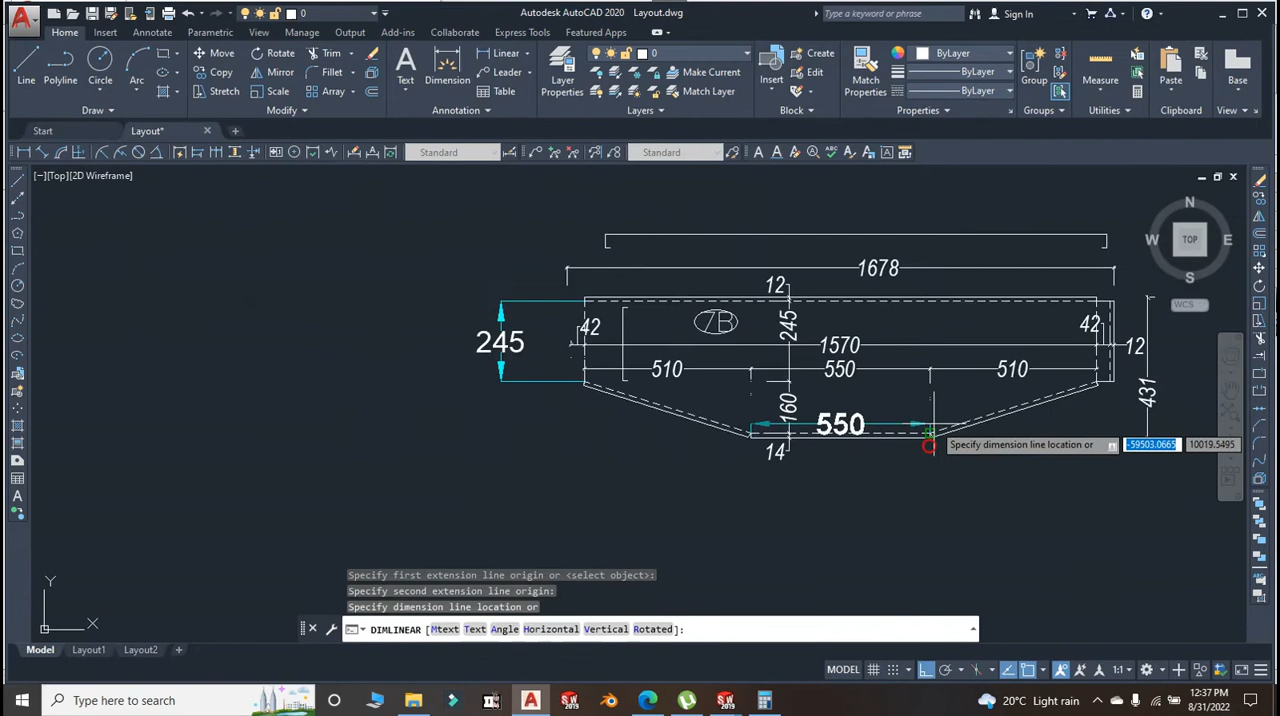 Autodesk AutoCAD 2020 Layout.dwg
Type a keyword or phrase
Sign In
0
Home Insert Annotate Parametric View Manage Output Add-ins Collaborate Express Tools Featured Apps
Line Polyline Circle Arc
Move Rotate Trim
Copy Mirror Fillet
Stretch Scale Array
Text Dimension
Linear
Leader
Table
Layer Properties
0
Make Current
Match Layer
Insert
Create
Edit
Match Properties
ByLayer
ByLayer
ByLayer
Group
Measure
Paste
Base
Draw Modify Annotation Layers Block Properties Groups Utilities Clipboard View
Start Layout*
Standard Standard
[−][Top][2D Wireframe]
N
W TOP E
S
WCS
1678
12
245 42 7B 245 42
1570 12
510 550 510
431
160
550
14
Specify dimension line location or -59503.0665 10019.5495
Specify first extension line origin or <select object>:
Specify second extension line origin:
Specify dimension line location or
Y
X
DIMLINEAR [Mtext Text Angle Horizontal Vertical Rotated]:
Model Layout1 Layout2
MODEL 1:1
Type here to search
20°C Light rain
12:37 PM
8/31/2022